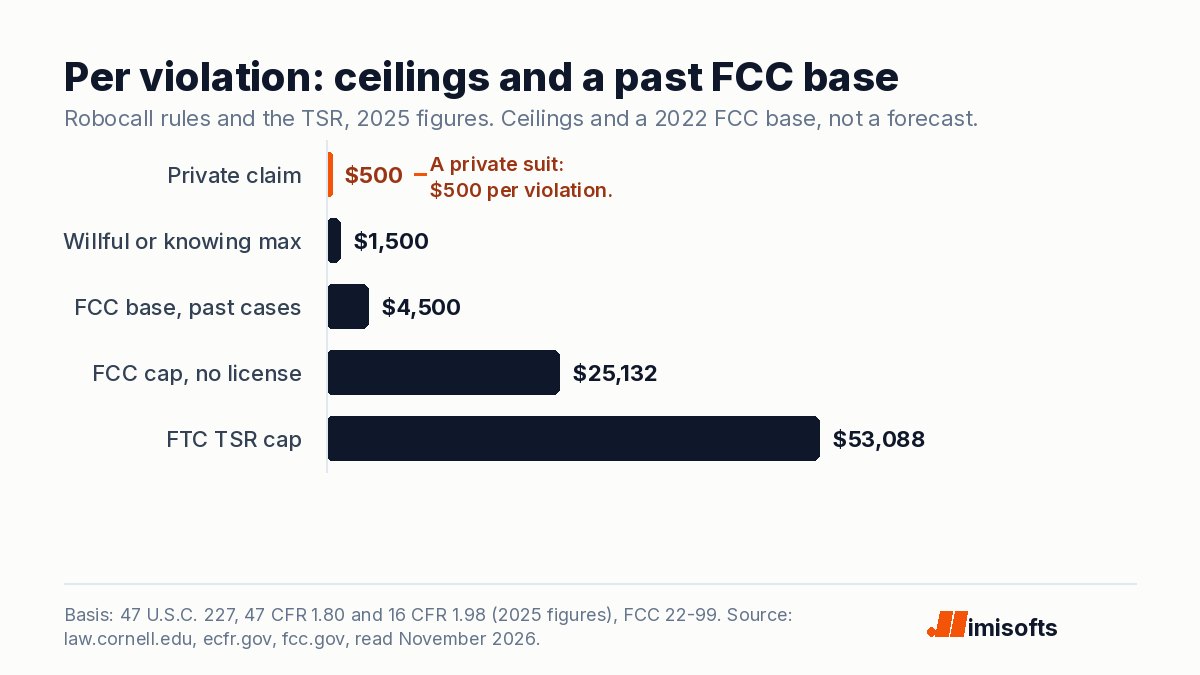 Per violation: ceilings and a past FCC base
Robocall rules and the TSR, 2025 figures. Ceilings and a 2022 FCC base, not a forecast.
Private claim
$500
A private suit:
$500 per violation.
Willful or knowing max
$1,500
FCC base, past cases
$4,500
FCC cap, no license
$25,132
FTC TSR cap
$53,088
Basis: 47 U.S.C. 227, 47 CFR 1.80 and 16 CFR 1.98 (2025 figures), FCC 22-99. Source:
law.cornell.edu, ecfr.gov, fcc.gov, read November 2026.
imisofts